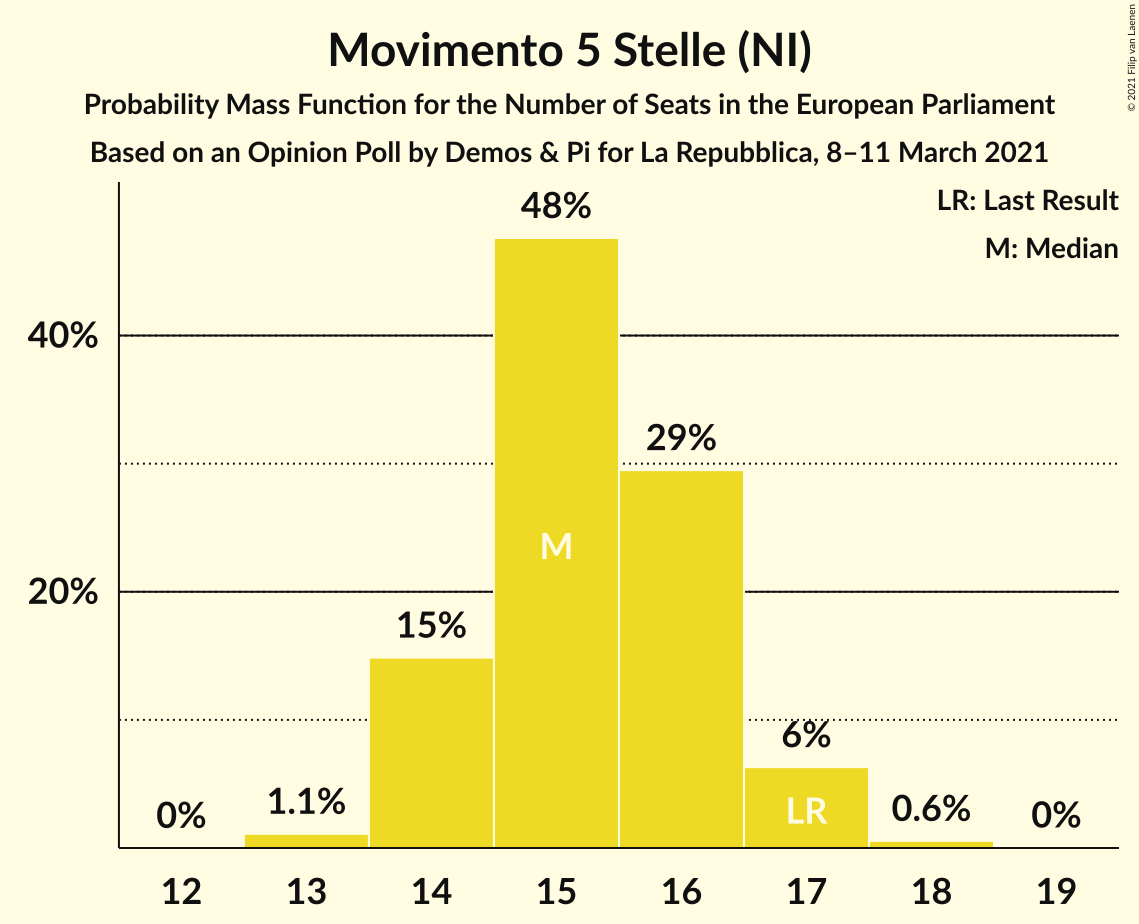 Movimento 5 Stelle (NI)
Probability Mass Function for the Number of Seats in the European Parliament
Based on an Opinion Poll by Demos & Pi for La Repubblica, 8–11 March 2021
© 2021 Filip van Laenen
LR: Last Result
M: Median
48%
40%
29%
M
20%
15%
6%
1.1%
LR
0.6%
0%
0%
12 13 14 15 16 17 18 19